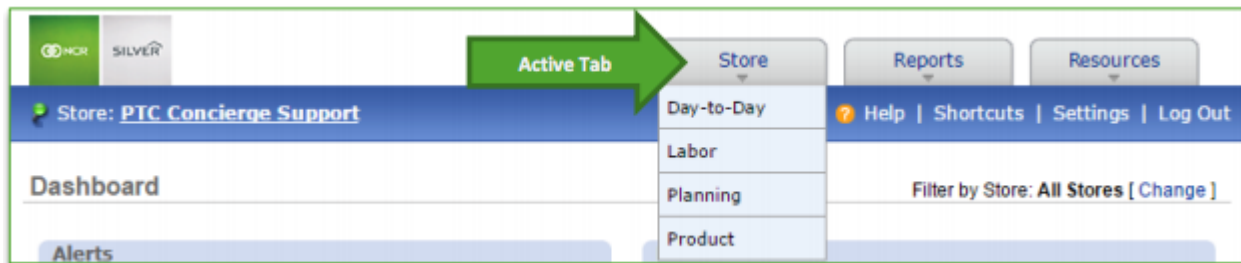 NCR SILVER
Active Tab Store Reports Resources
Store: PTC Concierge Support Day-to-Day ? Help | Shortcuts | Settings | Log Out
Labor
Dashboard Planning Filter by Store: All Stores [ Change ]
Alerts Product